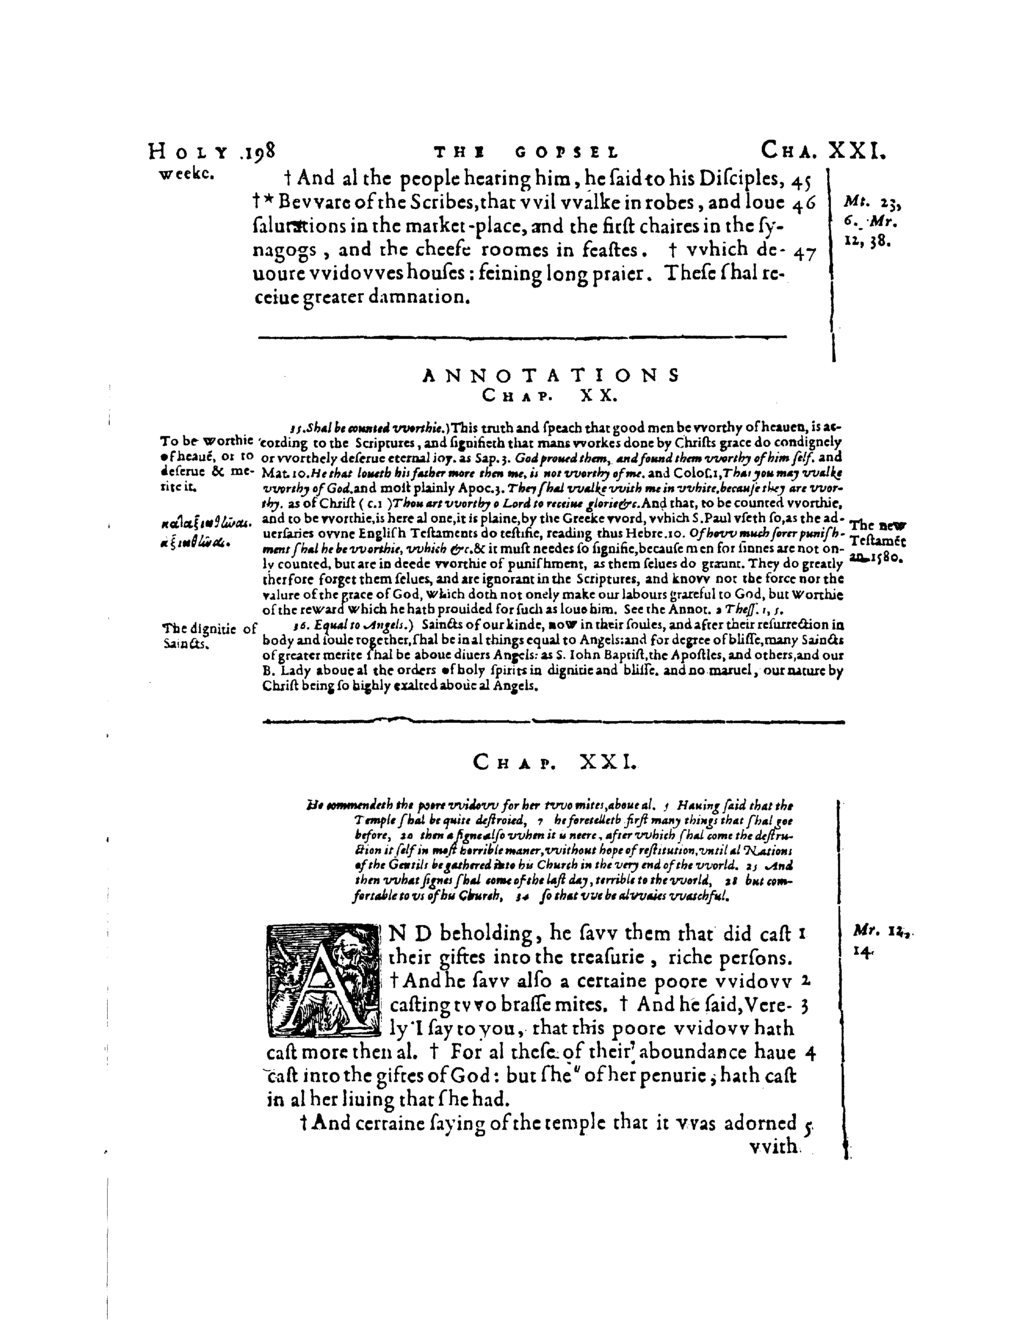 HOLY .198 THE GOPSEL CHA. XXI.
weeke.
† And al the people hearing him, he ſaid to his Diſciples, 45
†* Bevvare of the Scribes, that vvil vvalke in robes, and loue 46
ſalutations in the market-place, and the firſt chaires in the ſy-
nagogs, and the cheefe roomes in feaſtes. † vvhich de- 47
uoure vvidovves houſes: feining long praier. Theſe ſhal re-
ceiue greater damnation.
Mt. 23,
6. Mr.
12, 38.
ANNOTATIONS
CHAP. XX.
35. Shal be counted vvorthie.) This truth and ſpeach that good men be vvorthy of heauen, is ac-
cording to the Scriptures, and ſignifieth that mans vvorkes done by Chriſts grace do condignely
or vvorthely deſerue eternal ioy. as Sap. 3. God proued them, and found them vvorthy of him ſelf. and
Mat. 10. He that loueth his father more then me, is not vvorthy of me. and Coloſ. 1, That you may vvalke
vvorthy of God. and moſt plainly Apoc. 3. They ſhal vvalke vvith me in vvhite, becauſe they are vvor-
thy. as of Chriſt (c. 1) Thou art vvorthy o Lord to receiue glorie &c. And that, to be counted vvorthie,
and to be vvorthie, is here al one, it is plaine, by the Greeke vvord, vvhich S. Paul vſeth ſo, as the ad-
uerſaries ovvne Engliſh Teſtaments do teſtifie, reading thus Hebre. 10. Of hovv much ſorer puniſh-
ment ſhal he be vvorthie, vvhich &c. & it muſt needes ſo ſignifie, becauſe men for ſinnes are not on-
ly counted, but are in deede vvorthie of puniſhment, as them ſelues do graunt. They do greatly
therfore forget them ſelues, and are ignorant in the Scriptures, and knovv not the force nor the
valure of the grace of God, which doth not onely make our labours grateful to God, but worthie
of the reward which he hath prouided for ſuch as loue him. See the Annot. 2 Theſſ. 1, 5.
To be worthie
of heauē, or to
deſerue & me-
rite it.
καταξιωθῆναι.
ἀξιωθῆναι.
The new
Teſtamēt
an. 1580.
36. Equal to Angels.) Saincts of our kinde, now in their ſoules, and after their reſurrection in
body and ſoule together, ſhal be in al things equal to Angels: and for degree of bliſſe, many Saincts
of greater merite ſhal be aboue diuers Angels: as S. Iohn Baptiſt, the Apoſtles, and others, and our
B. Lady aboue al the orders of holy ſpirits in dignitie and bliſſe. and no maruel, our nature by
Chriſt being ſo highly exalted aboue al Angels.
The dignitie of
Saincts.
CHAP. XXI.
He commendeth the poore vvidovv for her tvvo mites, aboue al. 5 Hauing ſaid that the
Temple ſhal be quite deſtroied, 7 he foretelleth firſt many things that ſhal goe
before, 20 then a ſigne alſo vvhen it is neere, after vvhich ſhal come the deſtru-
ction it ſelf in moſt horrible maner, vvithout hope of reſtitution, vntil al Nations
of the Gentils be gathered into his Church in the very end of the vvorld. 25 And
then vvhat ſignes ſhal come of the laſt day, terrible to the vvorld, 28 but com-
fortable to vs of his Church, 34 ſo that vve be alvvaies vvatchful.
AND beholding, he ſavv them that did caſt 1
their giftes into the treaſurie, riche perſons.
† And he ſavv alſo a certaine poore vvidovv 2
caſting tvvo braſſe mites. † And he ſaid, Vere- 3
ly I ſay to you, that this poore vvidovv hath
caſt more then al. † For al theſe of their aboundance haue 4
caſt into the giftes of God: but ſhe " of her penurie, hath caſt
in al her liuing that ſhe had.
† And certaine ſaying of the temple that it vvas adorned 5
vvith
Mr. 12,
14.